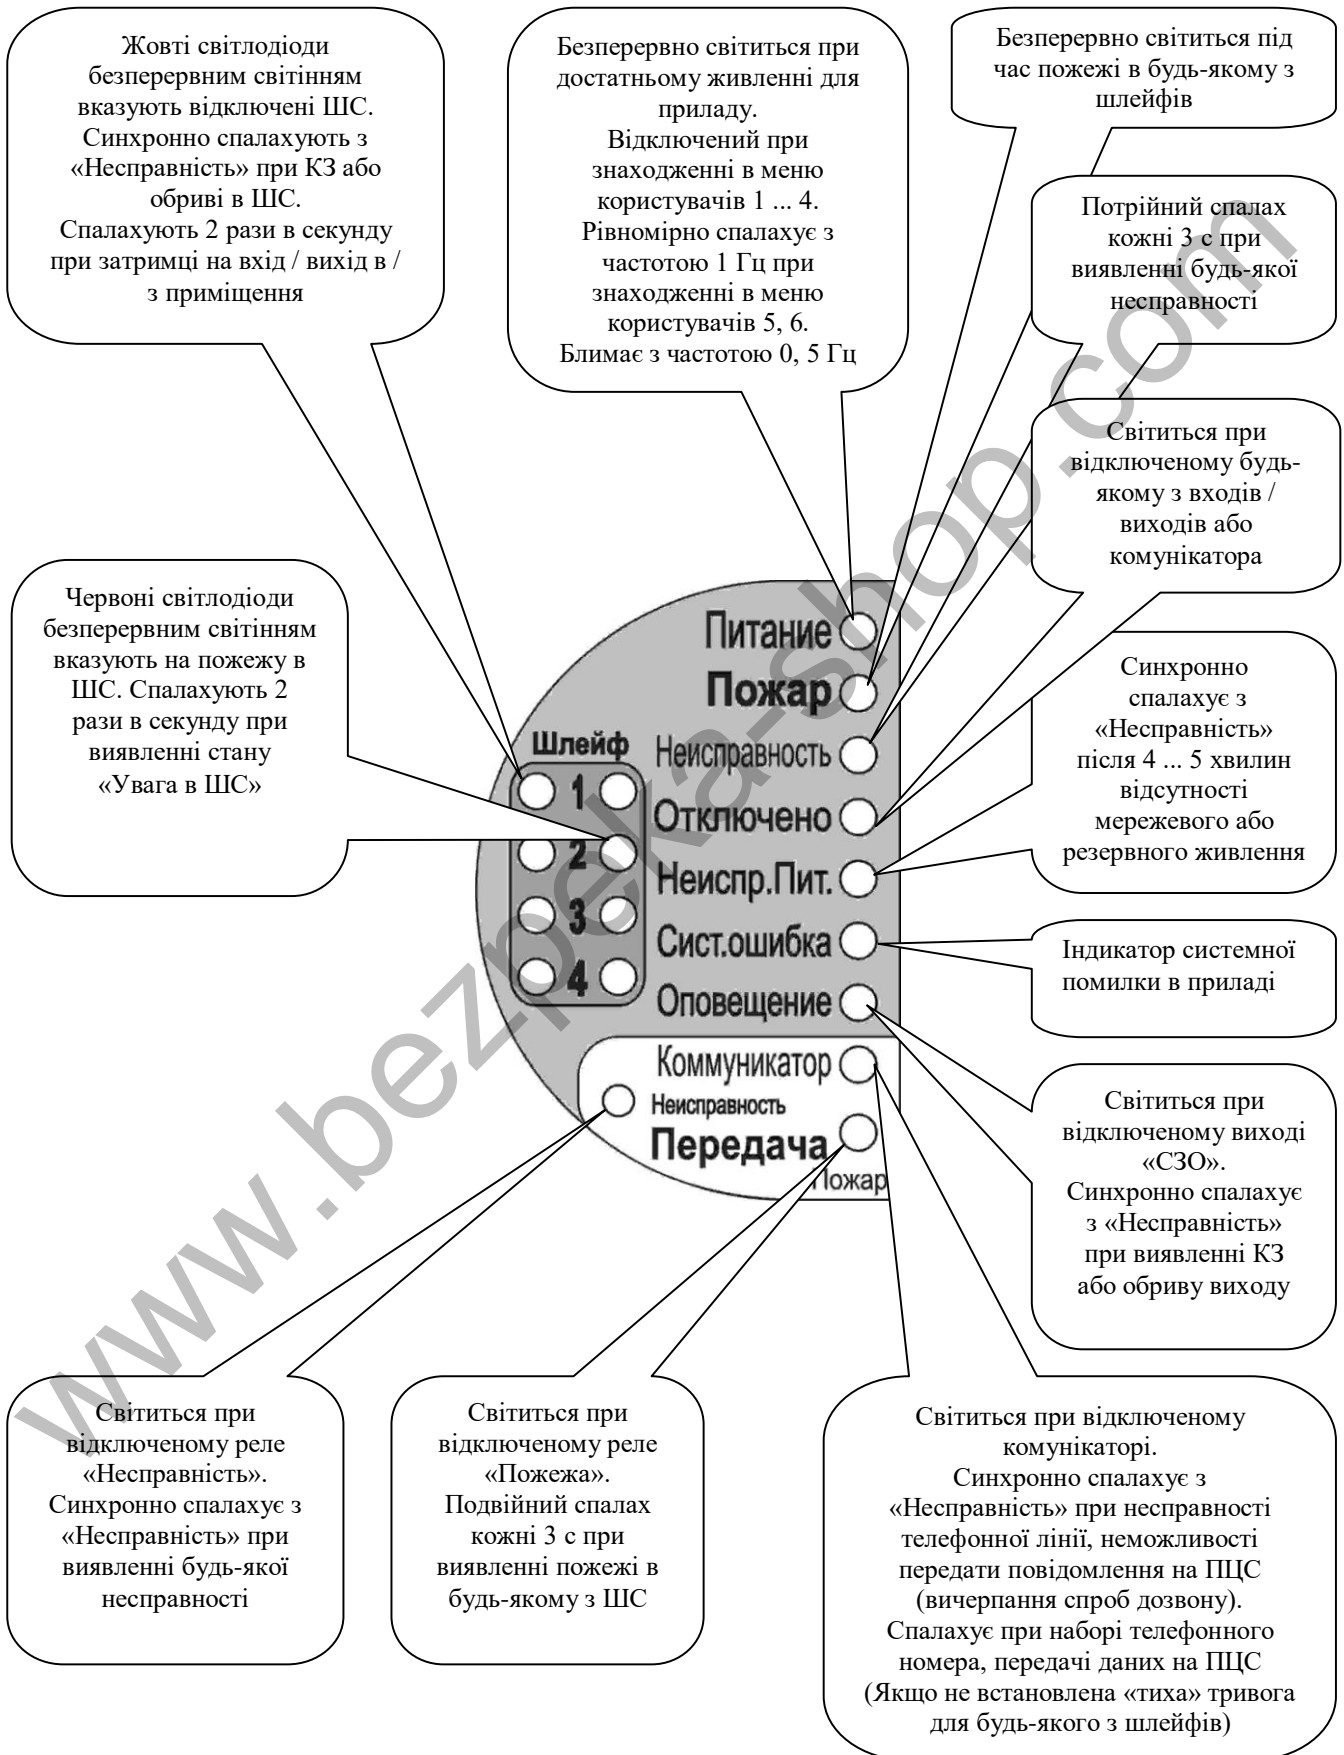 Жовті світлодіоди
безперервним світінням
вказують відключені ШС.
Синхронно спалахують з
«Несправність» при КЗ або
обриві в ШС.
Спалахують 2 рази в секунду
при затримці на вхід / вихід в /
з приміщення
Безперервно світиться при
достатньому живленні для
приладу.
Відключений при
знаходженні в меню
користувачів 1 ... 4.
Рівномірно спалахує з
частотою 1 Гц при
знаходженні в меню
користувачів 5, 6.
Блимає з частотою 0, 5 Гц
Безперервно світиться під
час пожежі в будь-якому з
шлейфів
Потрійний спалах
кожні 3 с при
виявленні будь-якої
несправності
Світиться при
відключеному будь-
якому з входів /
виходів або
комунікатора
Червоні світлодіоди
безперервним світінням
вказують на пожежу в
ШС. Спалахують 2
рази в секунду при
виявленні стану
«Увага в ШС»
Питание
Пожар
Неисправность
Отключено
Неиспр.Пит.
Сист.ошибка
Оповещение
Шлейф
1
2
3
4
Коммуникатор
Неисправность
Передача
Пожар
Синхронно
спалахує з
«Несправність»
після 4 ... 5 хвилин
відсутності
мережевого або
резервного живлення
Індикатор системної
помилки в приладі
Світиться при
відключеному виході
«СЗО».
Синхронно спалахує
з «Несправність»
при виявленні КЗ
або обриву виходу
Світиться при
відключеному реле
«Несправність».
Синхронно спалахує з
«Несправність» при
виявленні будь-якої
несправності
Світиться при
відключеному реле
«Пожежа».
Подвійний спалах
кожні 3 с при
виявленні пожежі в
будь-якому з ШС
Світиться при відключеному
комунікаторі.
Синхронно спалахує з
«Несправність» при несправності
телефонної лінії, неможливості
передати повідомлення на ПЦС
(вичерпання спроб дозвону).
Спалахує при наборі телефонного
номера, передачі даних на ПЦС
(Якщо не встановлена «тиха» тривога
для будь-якого з шлейфів)
www.bezpeka-shop.com